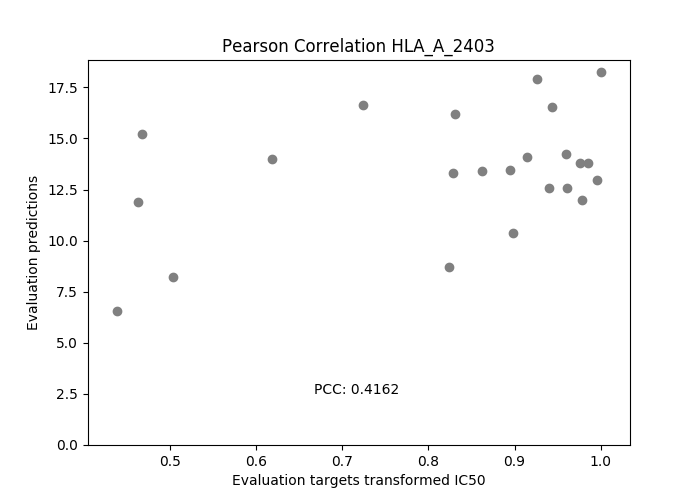 Pearson Correlation HLA_A_2403
17.5
15.0
12.5
10.0
7.5
5.0
2.5
0.0
Evaluation predictions
PCC: 0.4162
0.5 0.6 0.7 0.8 0.9 1.0
Evaluation targets transformed IC50